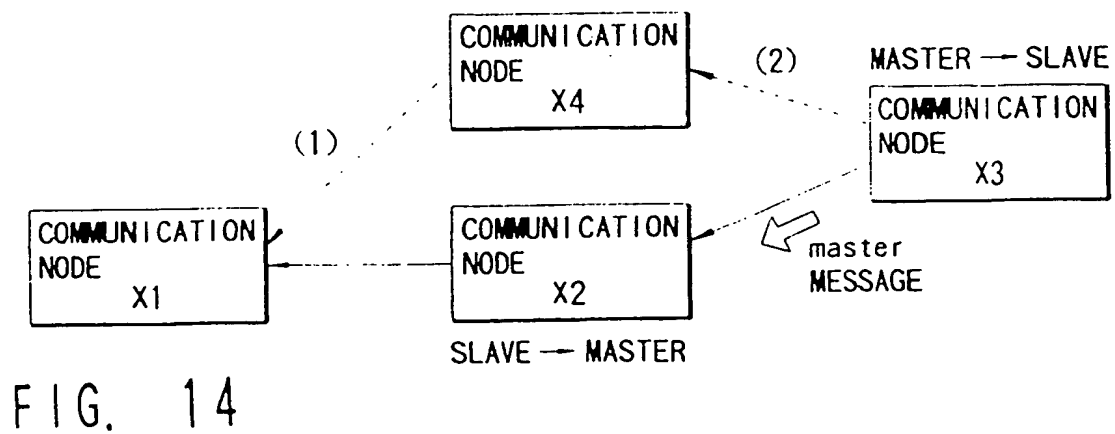 COMMUNICATION
NODE
X4
(2)
MASTER → SLAVE
COMMUNICATION
NODE
X3
(1)
COMMUNICATION
NODE
X1
COMMUNICATION
NODE
X2
master
MESSAGE
SLAVE → MASTER
FIG. 14